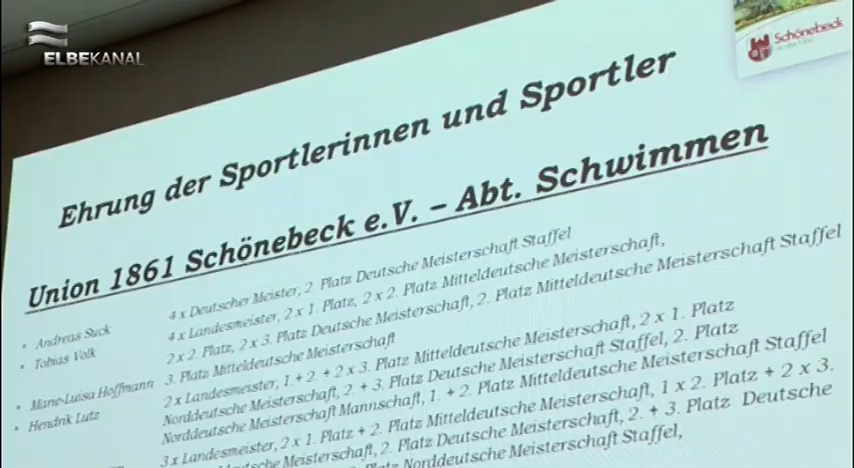 ELBEKANAL
Schönebeck
Ehrung der Sportlerinnen und Sportler
Union 1861 Schönebeck e.V. – Abt. Schwimmen
• Andreas Suck 4 x Deutscher Meister, 2. Platz Deutsche Meisterschaft Staffel
• Tobias Volk 4 x Landesmeister, 2 x 1. Platz, 2 x 2. Platz Mitteldeutsche Meisterschaft,
2 x 2. Platz, 2 x 3. Platz Deutsche Meisterschaft, 2. Platz Mitteldeutsche Meisterschaft Staffel
• Marie-Luisa Hoffmann 3. Platz Mitteldeutsche Meisterschaft
• Hendrik Lutz 2 x Landesmeister, 1. + 2. + 2 x 3. Platz Mitteldeutsche Meisterschaft, 2 x 1. Platz
Norddeutsche Meisterschaft, 2. + 3. Platz Deutsche Meisterschaft Staffel, 2. Platz
Norddeutsche Meisterschaft Mannschaft, 1. + 2. Platz Mitteldeutsche Meisterschaft Staffel
3 x Landesmeister, 2 x 1. Platz + 2. Platz Mitteldeutsche Meisterschaft, 1 x 2. Platz + 2 x 3.
Meisterschaft, 2. Platz Deutsche Meisterschaft, 2. + 3. Platz Deutsche
Platz Norddeutsche Meisterschaft Staffel,